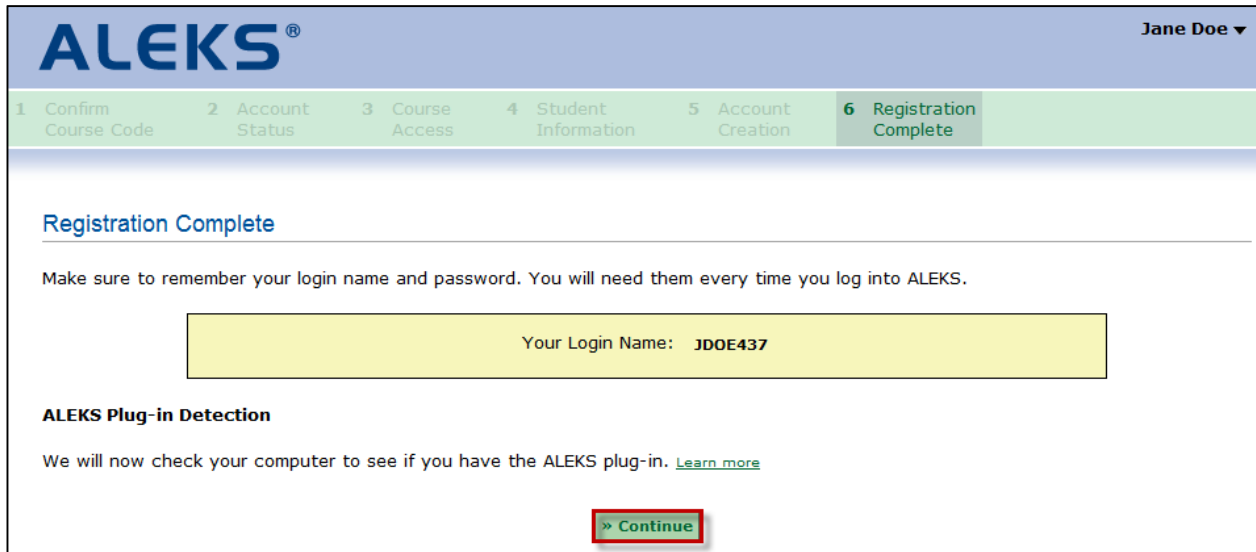 ALEKS®
Jane Doe ▾
1 Confirm Course Code
2 Account Status
3 Course Access
4 Student Information
5 Account Creation
6 Registration Complete
Registration Complete
Make sure to remember your login name and password. You will need them every time you log into ALEKS.
Your Login Name: JDOE437
ALEKS Plug-in Detection
We will now check your computer to see if you have the ALEKS plug-in. Learn more
» Continue